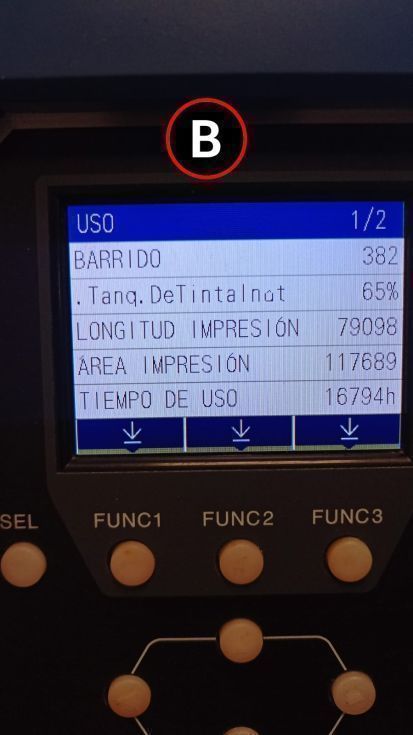 B
USO 1/2
BARRIDO 382
.Tanq.DeTintaInút 65%
LONGITUD IMPRESIÓN 79098
ÁREA IMPRESIÓN 117689
TIEMPO DE USO 16794h
SEL FUNC1 FUNC2 FUNC3